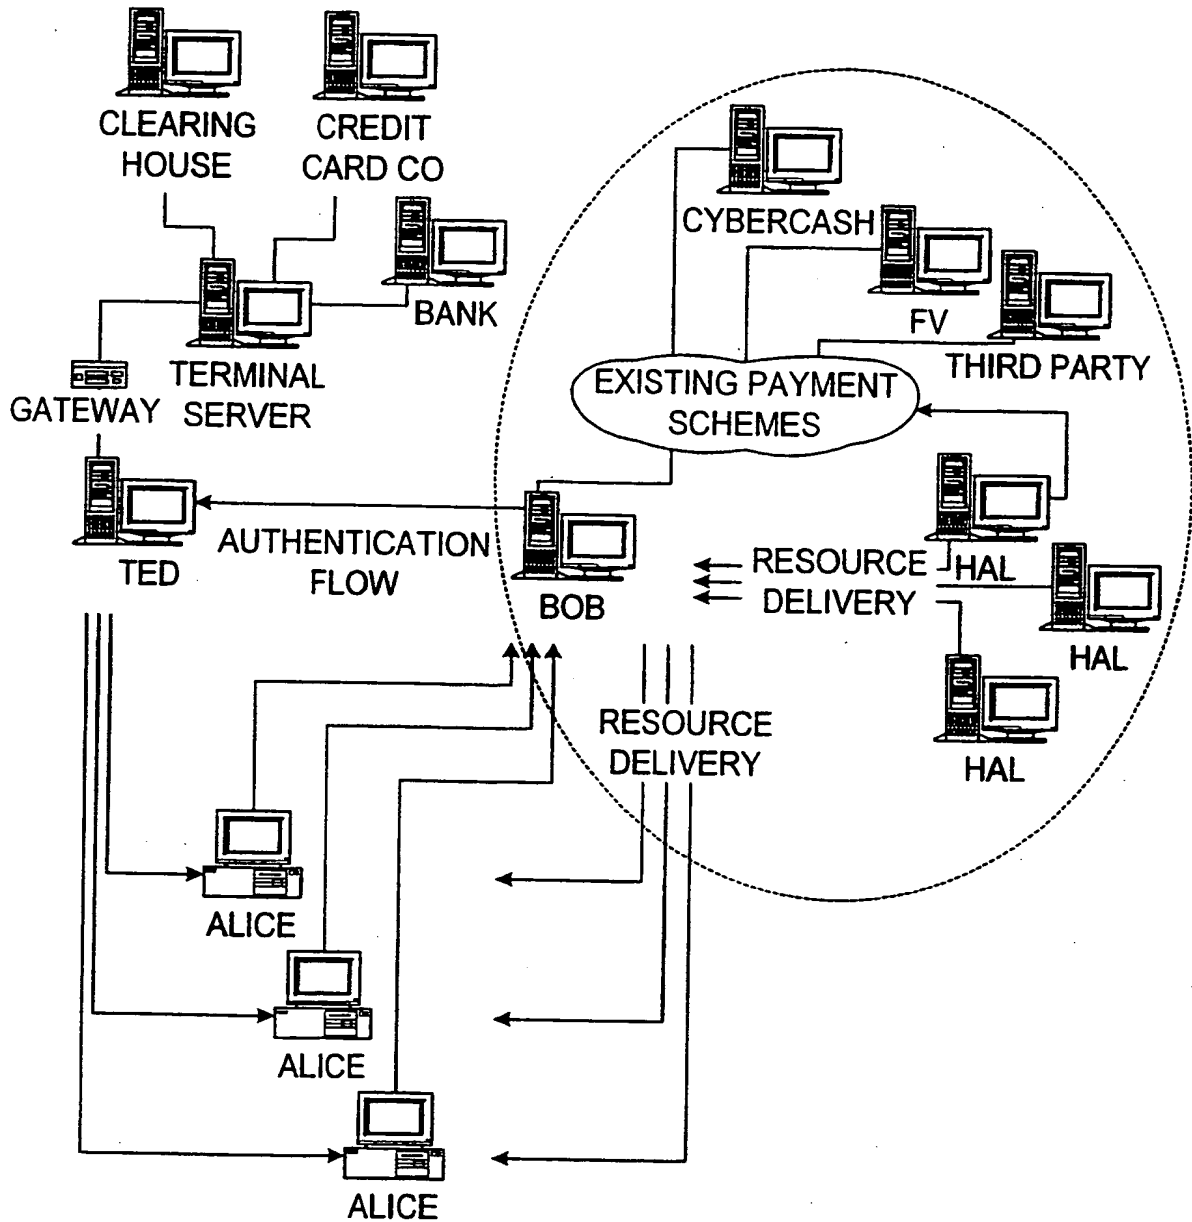 CLEARING
HOUSE
CREDIT
CARD CO
BANK
TERMINAL
SERVER
GATEWAY
TED
AUTHENTICATION
FLOW
BOB
CYBERCASH
FV
THIRD PARTY
EXISTING PAYMENT
SCHEMES
RESOURCE
DELIVERY
HAL
HAL
HAL
RESOURCE
DELIVERY
ALICE
ALICE
ALICE